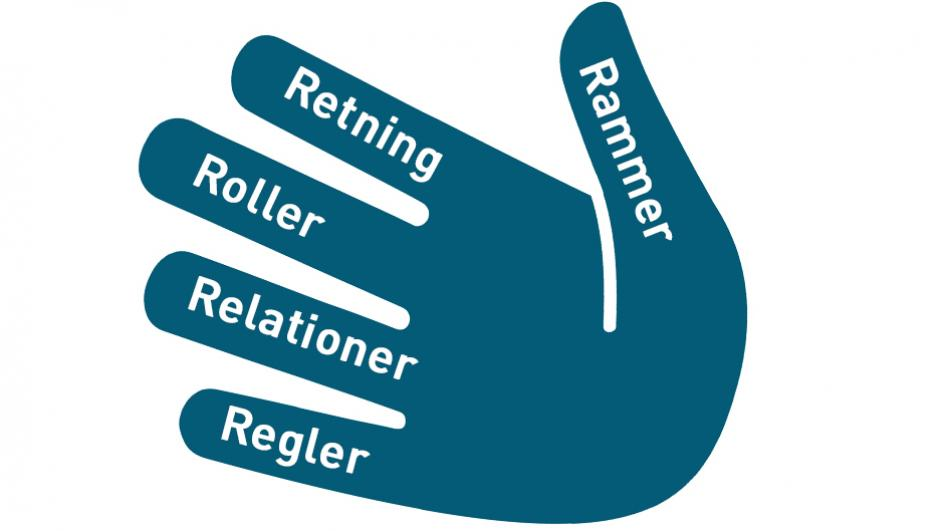 Rammer
Retning
Roller
Relationer
Regler